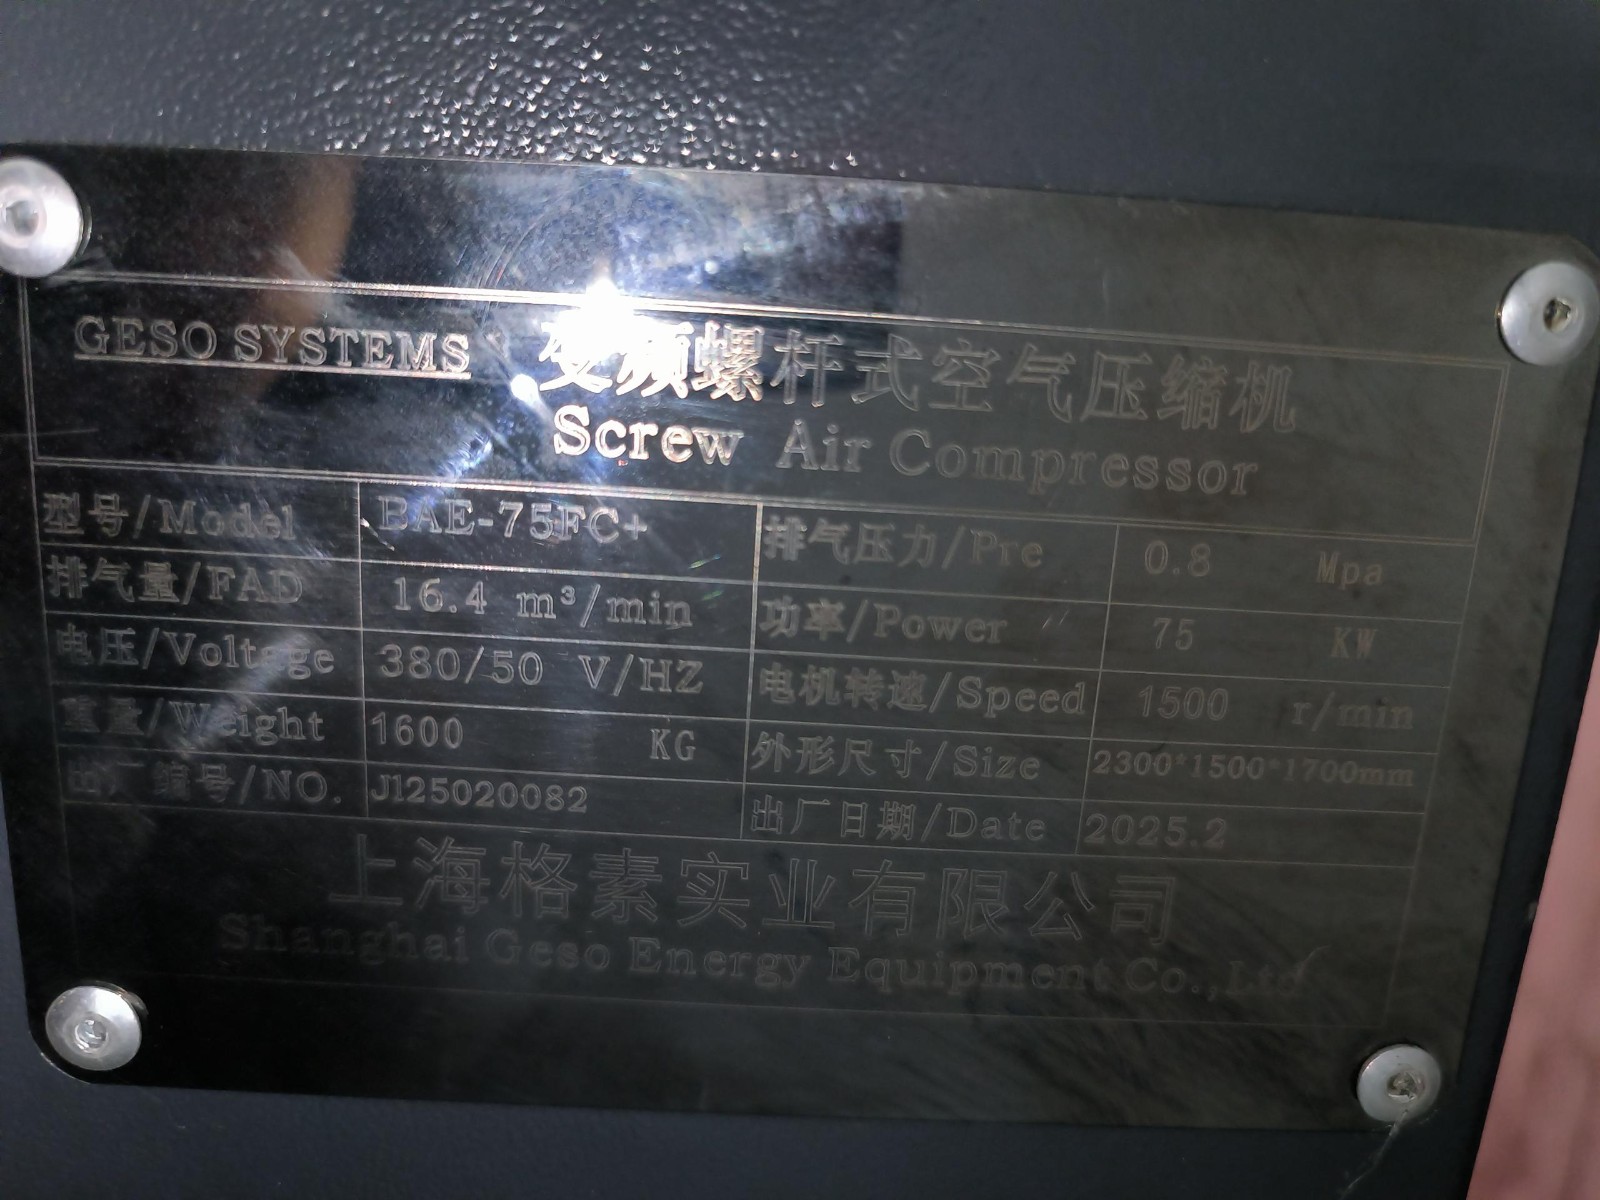 GESO SYSTEMS 变频螺杆式空气压缩机
Screw Air Compressor
型号/Model BAE-75FC+ 排气压力/Pre 0.8 Mpa
排气量/FAD 16.4 m³/min 功率/Power 75 KW
电压/Voltage 380/50 V/HZ 电机转速/Speed 1500 r/min
重量/Weight 1600 KG 外形尺寸/Size 2300*1500*1700mm
出厂编号/NO. J125020082 出厂日期/Date 2025.2
上海格素实业有限公司
Shanghai Geso Energy Equipment Co.,Ltd